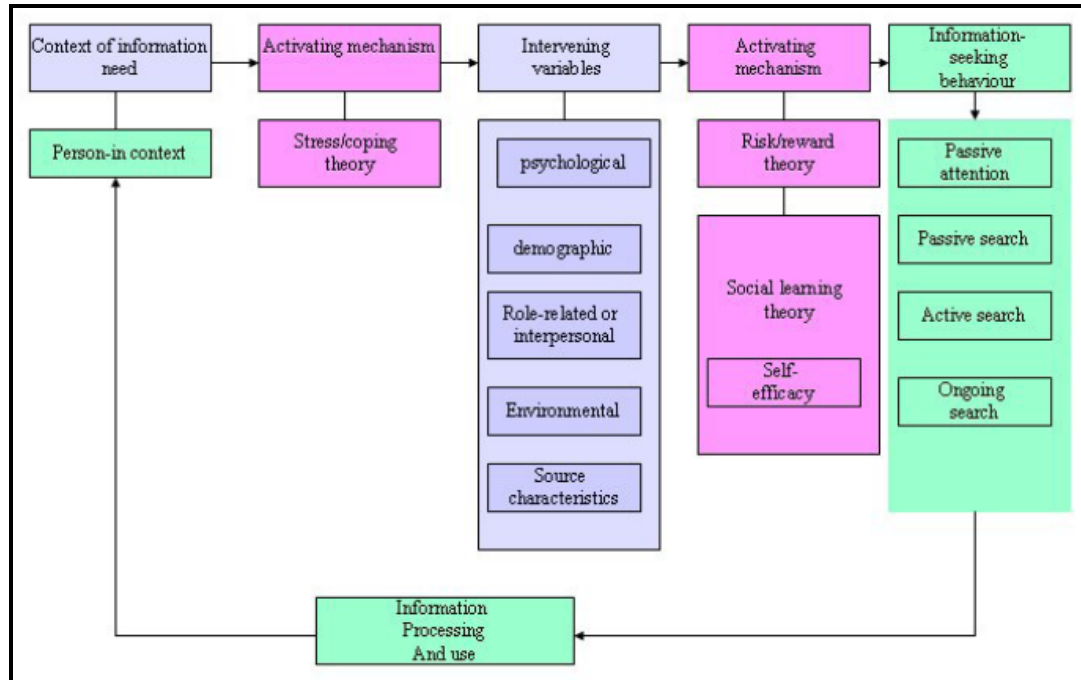 Context of information
need
Activating mechanism
Intervening
variables
Activating
mechanism
Information-
seeking
behaviour
Person-in context
Stress/coping
theory
psychological
demographic
Role-related or
interpersonal
Environmental
Source
characteristics
Risk/reward
theory
Social learning
theory
Self-
efficacy
Passive
attention
Passive search
Active search
Ongoing
search
Information
Processing
And use